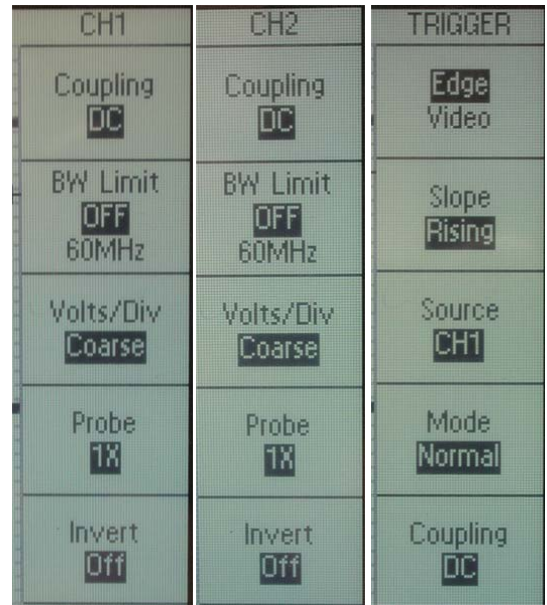 CH1
Coupling
DC
BW Limit
OFF
60MHz
Volts/Div
Coarse
Probe
1X
Invert
Off
CH2
Coupling
DC
BW Limit
OFF
60MHz
Volts/Div
Coarse
Probe
1X
Invert
Off
TRIGGER
Edge
Video
Slope
Rising
Source
CH1
Mode
Normal
Coupling
DC